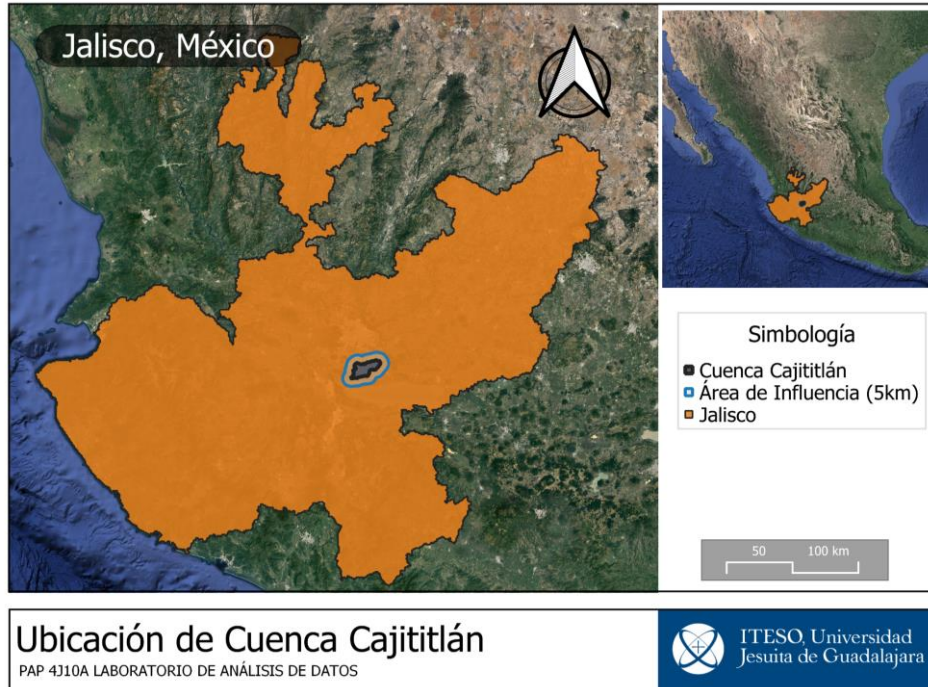 Jalisco, México
Simbología
Cuenca Cajititlán
Área de Influencia (5km)
Jalisco
50 100 km
Ubicación de Cuenca Cajititlán
PAP 4J10A LABORATORIO DE ANÁLISIS DE DATOS
ITESO, Universidad
Jesuita de Guadalajara